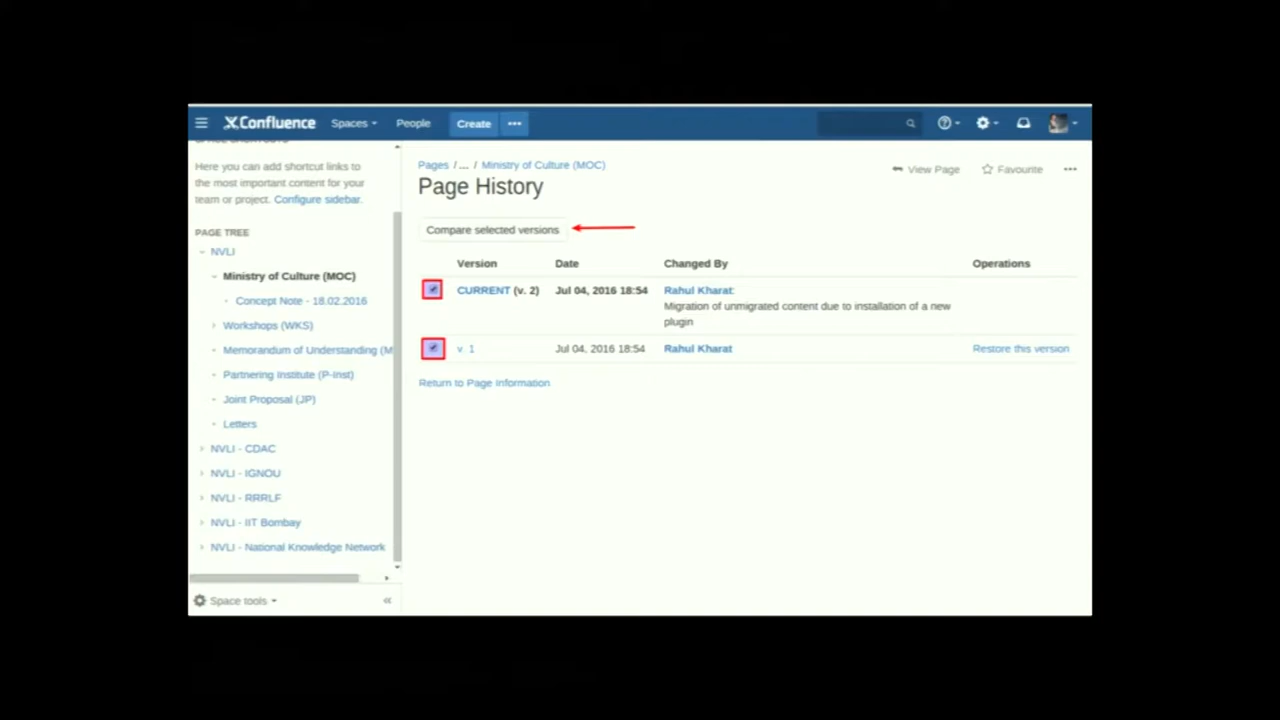 Confluence Spaces People Create
Here you can add shortcut links to
the most important content for your
team or project. Configure sidebar.
PAGE TREE
NVLI
Ministry of Culture (MOC)
Concept Note - 18.02.2016
Workshops (WKS)
Memorandum of Understanding (M
Partnering Institute (P-Inst)
Joint Proposal (JP)
Letters
NVLI - CDAC
NVLI - IGNOU
NVLI - RRRLF
NVLI - IIT Bombay
NVLI - National Knowledge Network
Space tools
Pages / ... / Ministry of Culture (MOC)
View Page Favourite
Page History
Compare selected versions
Version Date Changed By Operations
CURRENT (v. 2) Jul 04, 2016 18:54 Rahul Kharat:
Migration of unmigrated content due to installation of a new
plugin
v. 1 Jul 04, 2016 18:54 Rahul Kharat Restore this version
Return to Page Information